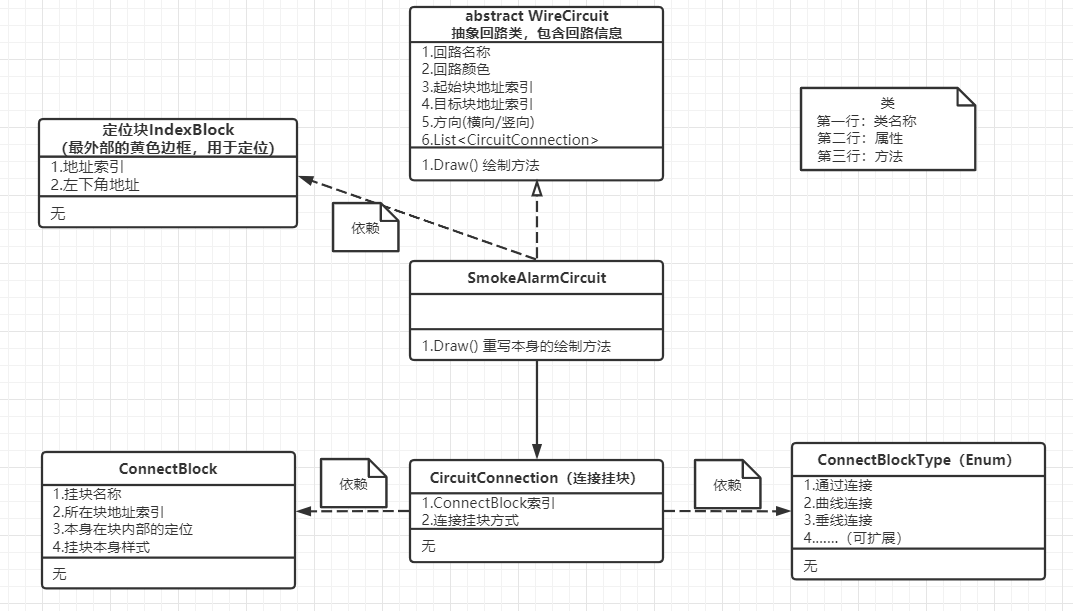 abstract WireCircuit
抽象回路类，包含回路信息
1.回路名称
2.回路颜色
3.起始块地址索引
4.目标块地址索引
5.方向(横向/竖向)
6.List<CircuitConnection>
1.Draw() 绘制方法
类
第一行：类名称
第二行：属性
第三行：方法
定位块IndexBlock
（最外部的黄色边框，用于定位）
1.地址索引
2.左下角地址
无
依赖
SmokeAlarmCircuit
1.Draw() 重写本身的绘制方法
ConnectBlock
1.挂块名称
2.所在块地址索引
3.本身在块内部的定位
4.挂块本身样式
无
依赖
CircuitConnection（连接挂块）
1.ConnectBlock索引
2.连接挂块方式
无
依赖
ConnectBlockType（Enum）
1.通过连接
2.曲线连接
3.垂线连接
4.......（可扩展）
无